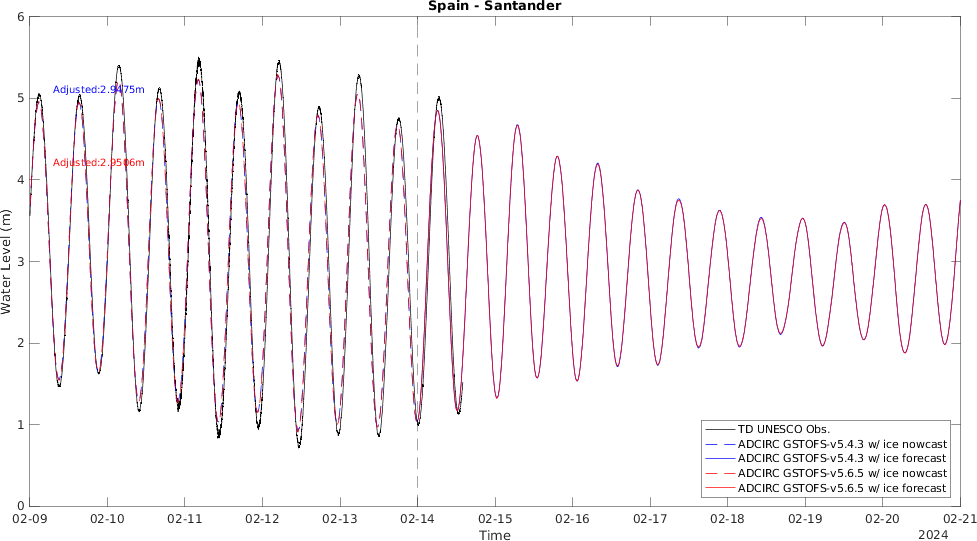 Spain - Santander
6
5
4
3
2
1
0
Water Level (m)
Adjusted:2.9475m
Adjusted:2.9506m
TD UNESCO Obs.
ADCIRC GSTOFS-v5.4.3 w/ ice nowcast
ADCIRC GSTOFS-v5.4.3 w/ ice forecast
ADCIRC GSTOFS-v5.6.5 w/ ice nowcast
ADCIRC GSTOFS-v5.6.5 w/ ice forecast
02-09 02-10 02-11 02-12 02-13 02-14 02-15 02-16 02-17 02-18 02-19 02-20 02-21
Time
2024